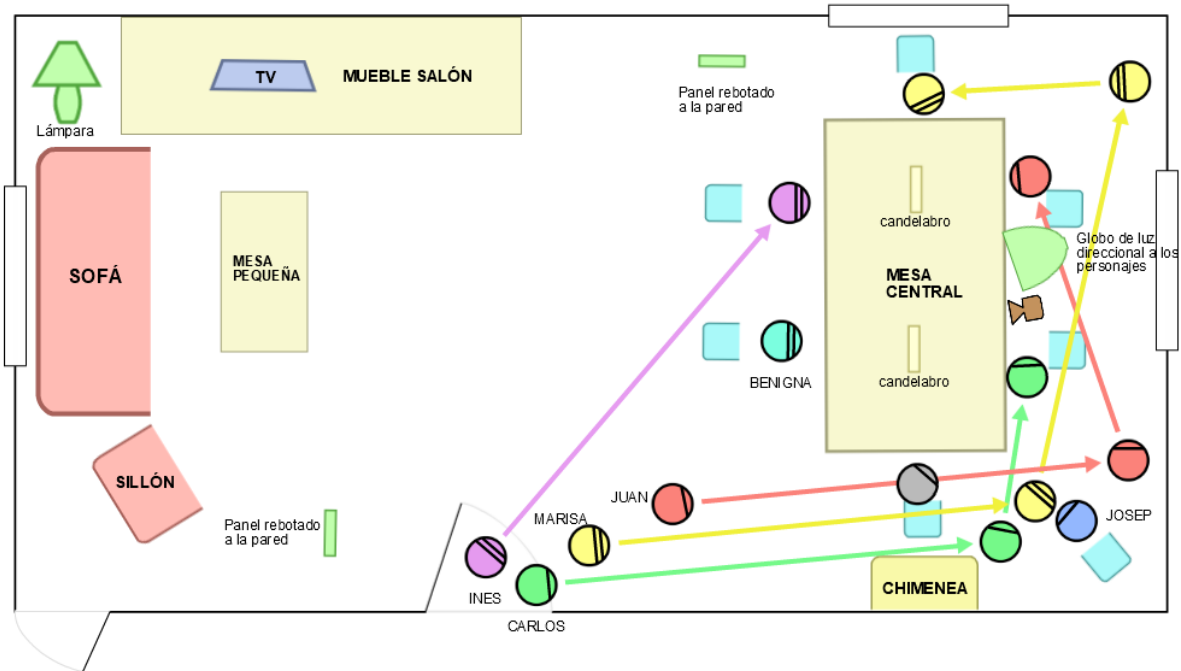 TV
MUEBLE SALÓN
Lámpara
Panel rebotado
a la pared
candelabro
Globo de luz
direccional a los
personajes
SOFÁ
MESA
PEQUEÑA
MESA
CENTRAL
BENIGNA
candelabro
SILLÓN
JUAN
MARISA
JOSEP
Panel rebotado
a la pared
INES
CARLOS
CHIMENEA